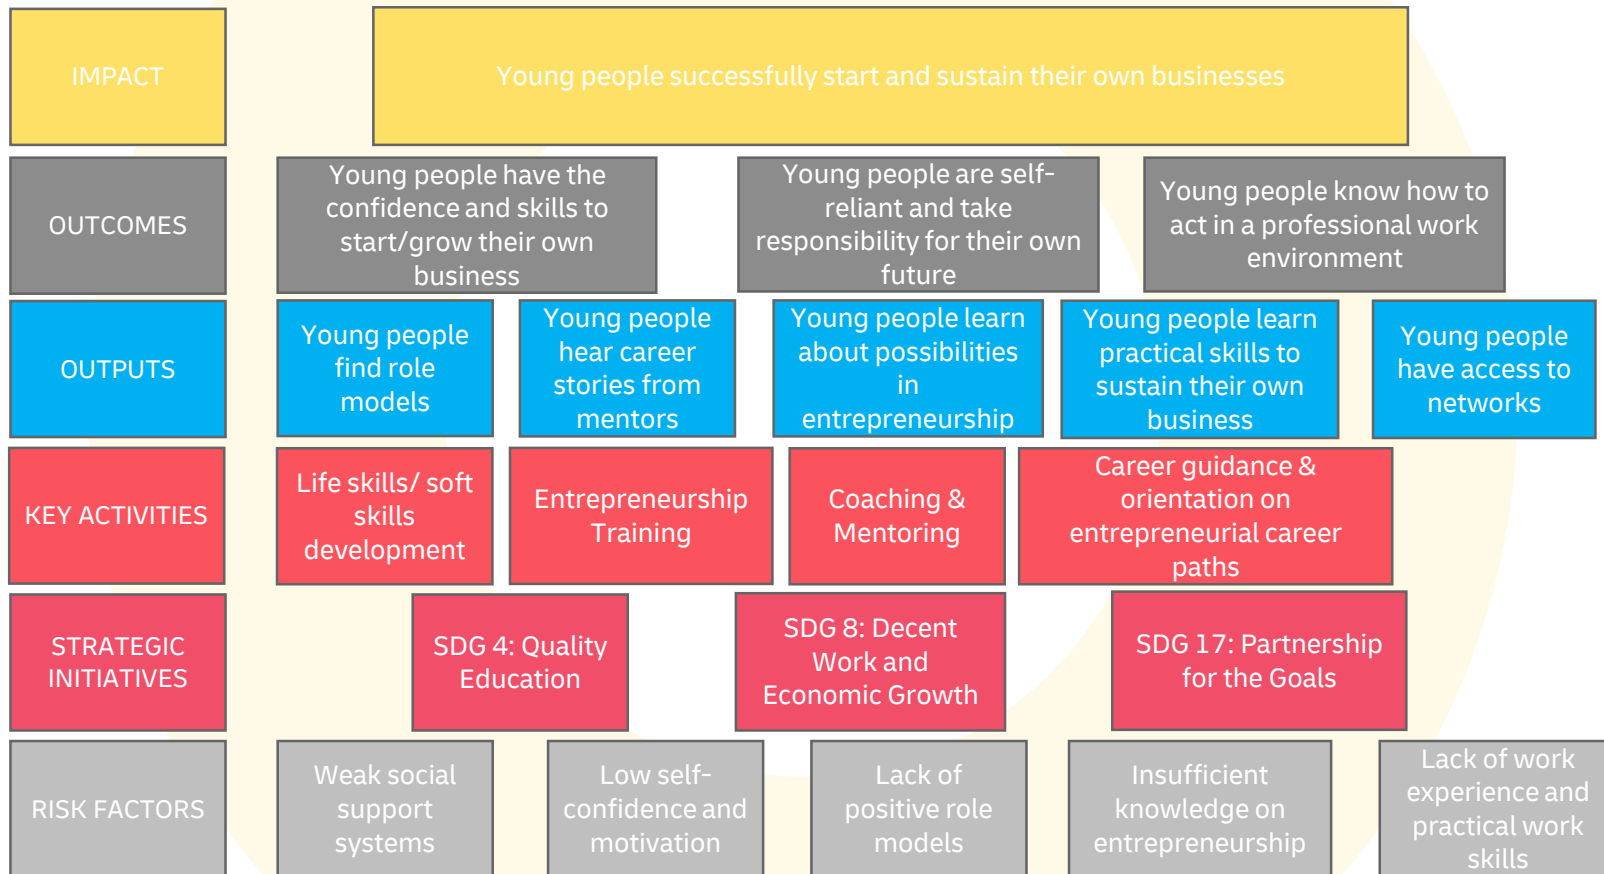 IMPACT
Young people successfully start and sustain their own businesses
OUTCOMES
Young people have the
confidence and skills to
start/grow their own
business
Young people are self-
reliant and take
responsibility for their own
future
Young people know how to
act in a professional work
environment
OUTPUTS
Young people
find role
models
Young people
hear career
stories from
mentors
Young people learn
about possibilities
in
entrepreneurship
Young people learn
practical skills to
sustain their own
business
Young people
have access to
networks
KEY ACTIVITIES
Life skills/ soft
skills
development
Entrepreneurship
Training
Coaching &
Mentoring
Career guidance &
orientation on
entrepreneurial career
paths
STRATEGIC
INITIATIVES
SDG 4: Quality
Education
SDG 8: Decent
Work and
Economic Growth
SDG 17: Partnership
for the Goals
RISK FACTORS
Weak social
support
systems
Low self-
confidence and
motivation
Lack of
positive role
models
Insufficient
knowledge on
entrepreneurship
Lack of work
experience and
practical work
skills